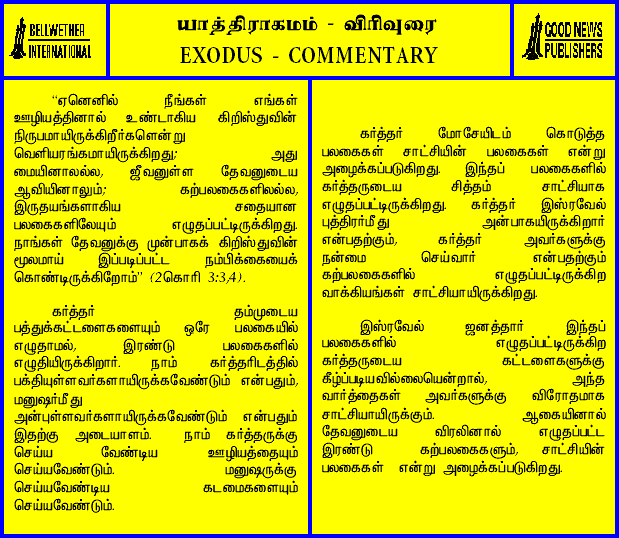 BELLWETHER
INTERNATIONAL
யாத்திராகமம் - விரிவுரை
EXODUS - COMMENTARY
GOOD NEWS
PUBLISHERS
“ஏனெனில் நீங்கள் எங்கள்
ஊழியத்தினால் உண்டாகிய கிறிஸ்துவின்
நிருபமாயிருக்கிறீர்களென்று
வெளியரங்கமாயிருக்கிறது; அது
மையினாலல்ல, ஜீவனுள்ள தேவனுடைய
ஆவியினாலும்; கற்பலகைகளிலல்ல,
இருதயங்களாகிய சதையான
பலகைகளிலேயும் எழுதப்பட்டிருக்கிறது.
நாங்கள் தேவனுக்கு முன்பாகக் கிறிஸ்துவின்
மூலமாய் இப்படிப்பட்ட நம்பிக்கையைக்
கொண்டிருக்கிறோம்” (2கொரி 3:3,4).
கர்த்தர் தம்முடைய
பத்துக்கட்டளைகளையும் ஒரே பலகையில்
எழுதாமல், இரண்டு பலகைகளில்
எழுதியிருக்கிறார். நாம் கர்த்தரிடத்தில்
பக்தியுள்ளவர்களாயிருக்கவேண்டும் என்பதும்,
மனுஷர்மீது
அன்புள்ளவர்களாயிருக்கவேண்டும் என்பதும்
இதற்கு அடையாளம். நாம் கர்த்தருக்கு
செய்ய வேண்டிய ஊழியத்தையும்
செய்யவேண்டும். மனுஷருக்கு
செய்யவேண்டிய கடமைகளையும்
செய்யவேண்டும்.
கர்த்தர் மோசேயிடம் கொடுத்த
பலகைகள் சாட்சியின் பலகைகள் என்று
அழைக்கப்படுகிறது. இந்தப் பலகைகளில்
கர்த்தருடைய சித்தம் சாட்சியாக
எழுதப்பட்டிருக்கிறது. கர்த்தர் இஸ்ரவேல்
புத்திரர்மீது அன்பாகயிருக்கிறார்
என்பதற்கும், கர்த்தர் அவர்களுக்கு
நன்மை செய்வார் என்பதற்கும்
கற்பலகைகளில் எழுதப்பட்டிருக்கிற
வாக்கியங்கள் சாட்சியாயிருக்கிறது.
இஸ்ரவேல் ஜனத்தார் இந்தப்
பலகைகளில் எழுதப்பட்டிருக்கிற
கர்த்தருடைய கட்டளைகளுக்கு
கீழ்ப்படியவில்லையென்றால், அந்த
வார்த்தைகள் அவர்களுக்கு விரோதமாக
சாட்சியாயிருக்கும். ஆகையினால்
தேவனுடைய விரலினால் எழுதப்பட்ட
இரண்டு கற்பலகைகளும், சாட்சியின்
பலகைகள் என்று அழைக்கப்படுகிறது.